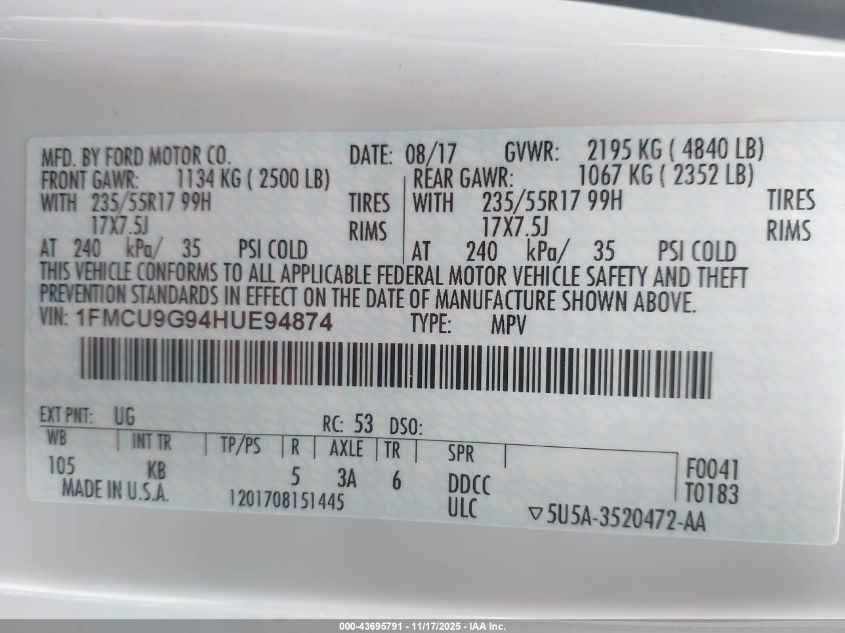 MFD. BY FORD MOTOR CO. DATE: 08/17 GVWR: 2195 KG ( 4840 LB)
FRONT GAWR: 1134 KG ( 2500 LB) REAR GAWR: 1067 KG ( 2352 LB)
WITH 235/55R17 99H TIRES WITH 235/55R17 99H TIRES
17X7.5J RIMS 17X7.5J RIMS
AT 240 kPa/ 35 PSI COLD AT 240 kPa/ 35 PSI COLD
THIS VEHICLE CONFORMS TO ALL APPLICABLE FEDERAL MOTOR VEHICLE SAFETY AND THEFT
PREVENTION STANDARDS IN EFFECT ON THE DATE OF MANUFACTURE SHOWN ABOVE.
VIN: 1FMCU9G94HUE94874 TYPE: MPV
EXT PNT: UG RC: 53 DSO:
WB INT TR TP/PS R AXLE TR SPR
105 KB 5 3A 6 DDCC F0041
MADE IN U.S.A. 1201708151445 ULC T0183
▽5U5A-3520472-AA
000-43695791 - 11/17/2025 - IAA Inc.